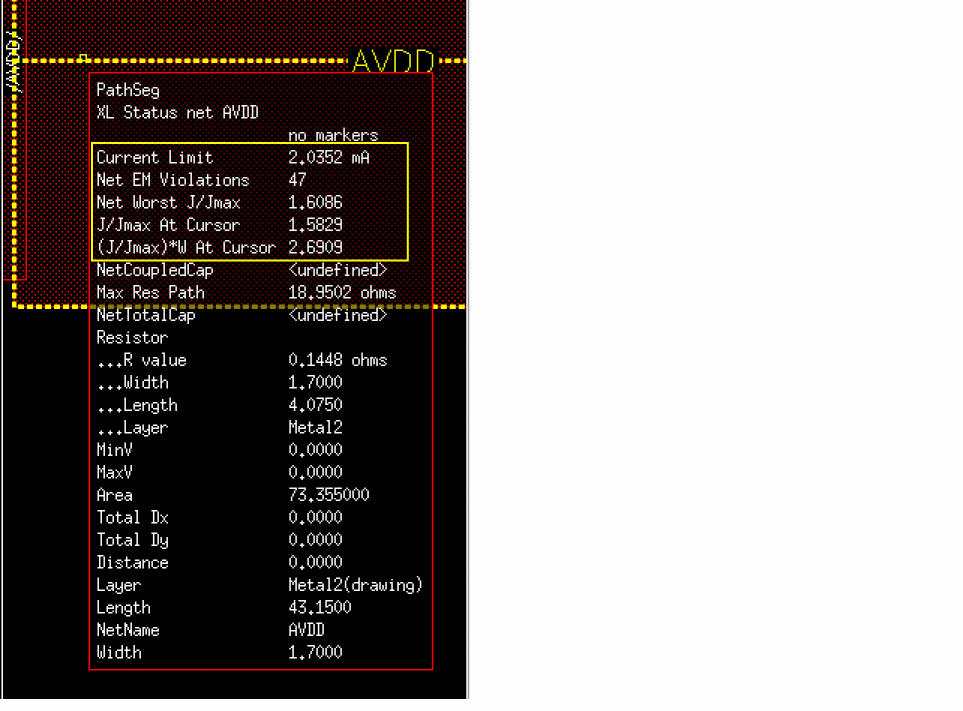 /AVDD/
AVDD
PathSeg
XL Status net AVDD
no markers
Current Limit 2.0352 mA
Net EM Violations 47
Net Worst J/Jmax 1.6086
J/Jmax At Cursor 1.5829
(J/Jmax)*W At Cursor 2.6909
NetCoupledCap <undefined>
Max Res Path 18.9502 ohms
NetTotalCap <undefined>
Resistor
...R value 0.1448 ohms
...Width 1.7000
...Length 4.0750
...Layer Metal2
MinV 0.0000
MaxV 0.0000
Area 73.355000
Total Dx 0.0000
Total Dy 0.0000
Distance 0.0000
Layer Metal2(drawing)
Length 43.1500
NetName AVDD
Width 1.7000